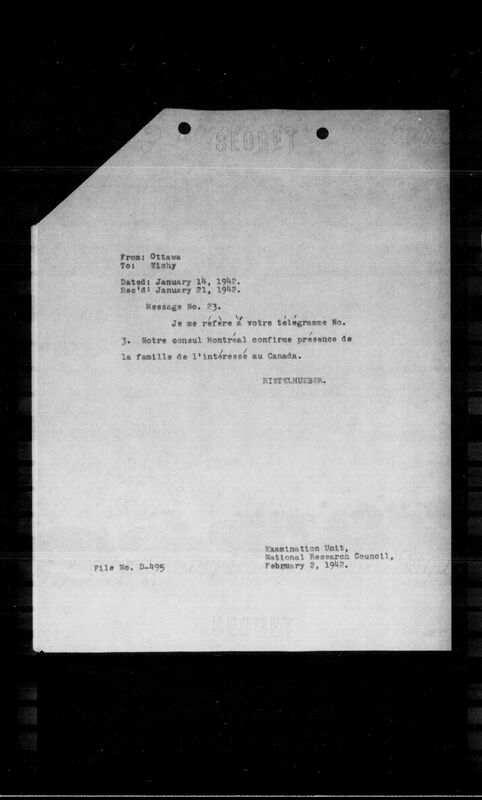 SECRET
From: Ottawa
To: Vichy
Dated: January 14, 1942.
Rec'd: January 21, 1942.
Message No. 23.
Je me réfère à votre télégramme No.
3. Notre consul Montréal confirme présence de
la famille de l'intéressé au Canada.
RISTELHUEBER.
Examination Unit,
National Research Council,
February 2, 1942.
File No. D-495
SECRET